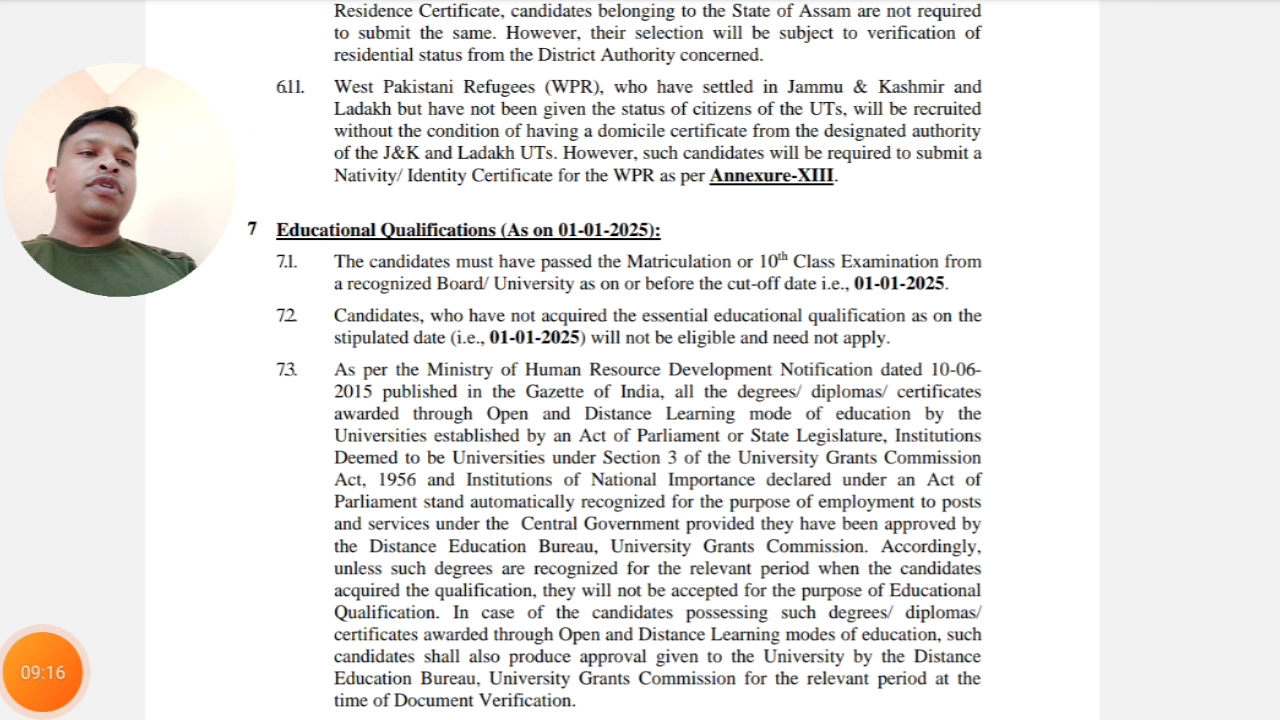 Residence Certificate, candidates belonging to the State of Assam are not required
to submit the same. However, their selection will be subject to verification of
residential status from the District Authority concerned.
6.11. West Pakistani Refugees (WPR), who have settled in Jammu & Kashmir and
Ladakh but have not been given the status of citizens of the UTs, will be recruited
without the condition of having a domicile certificate from the designated authority
of the J&K and Ladakh UTs. However, such candidates will be required to submit a
Nativity/ Identity Certificate for the WPR as per Annexure-XIII.
7 Educational Qualifications (As on 01-01-2025):
7.1. The candidates must have passed the Matriculation or 10th Class Examination from
a recognized Board/ University as on or before the cut-off date i.e., 01-01-2025.
7.2. Candidates, who have not acquired the essential educational qualification as on the
stipulated date (i.e., 01-01-2025) will not be eligible and need not apply.
7.3. As per the Ministry of Human Resource Development Notification dated 10-06-
2015 published in the Gazette of India, all the degrees/ diplomas/ certificates
awarded through Open and Distance Learning mode of education by the
Universities established by an Act of Parliament or State Legislature, Institutions
Deemed to be Universities under Section 3 of the University Grants Commission
Act, 1956 and Institutions of National Importance declared under an Act of
Parliament stand automatically recognized for the purpose of employment to posts
and services under the Central Government provided they have been approved by
the Distance Education Bureau, University Grants Commission. Accordingly,
unless such degrees are recognized for the relevant period when the candidates
acquired the qualification, they will not be accepted for the purpose of Educational
Qualification. In case of the candidates possessing such degrees/ diplomas/
certificates awarded through Open and Distance Learning modes of education, such
candidates shall also produce approval given to the University by the Distance
Education Bureau, University Grants Commission for the relevant period at the
time of Document Verification.
09:16